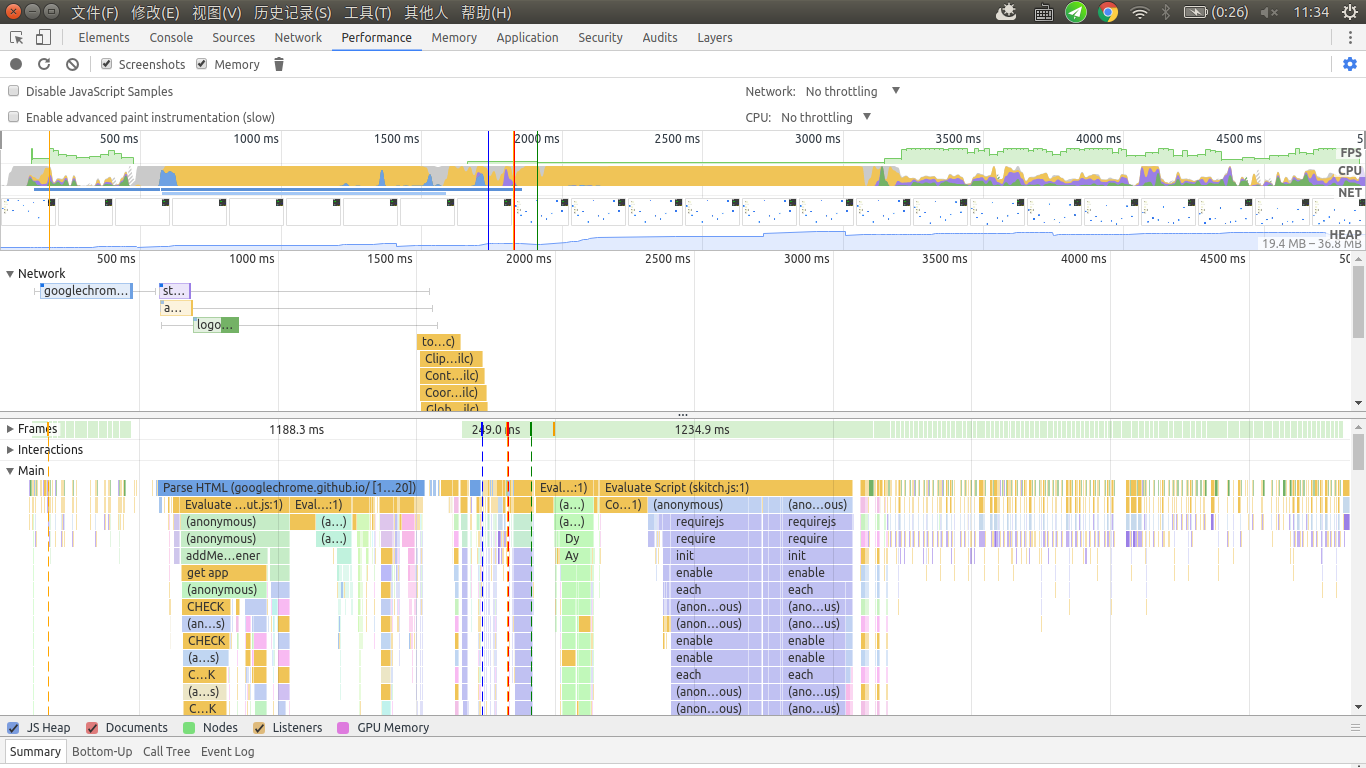 文件(F) 修改(E) 视图(V) 历史记录(S) 工具(T) 其他人 帮助(H) (0:26) 11:34
Elements Console Sources Network Performance Memory Application Security Audits Layers
Screenshots Memory
Disable JavaScript Samples Network: No throttling
Enable advanced paint instrumentation (slow) CPU: No throttling
500 ms 1000 ms 1500 ms 2000 ms 2500 ms 3000 ms 3500 ms 4000 ms 4500 ms 5
FPS
CPU
NET
HEAP
19.4 MB – 36.8 MB
500 ms 1000 ms 1500 ms 2000 ms 2500 ms 3000 ms 3500 ms 4000 ms 4500 ms 50
Network
googlechrom… st…
a…
logo…
to…c)
Clip…ilc)
Cont…ilc)
Coor…ilc)
Glob…ilc)
Frames 1188.3 ms 249.0 ms 1234.9 ms
Interactions
Main
Parse HTML (googlechrome.github.io/ [1…20]) Eval…:1) Evaluate Script (skitch.js:1)
Evaluate …ut.js:1) Eval…:1) (a…) Co…1) (anonymous) (ano…ous)
(anonymous) (a…) (a…) requirejs requirejs
(anonymous) (a…) Dy require require
addMe…ener Ay init init
get app enable enable
(anonymous) each each
CHECK (anon…ous) (ano…us)
(an…s) (anon…ous) (ano…us)
CHECK enable enable
(a…s) enable enable
C…K each each
(a…s) (anon…ous) (ano…us)
C…K (anon…ous) (ano…us)
JS Heap Documents Nodes Listeners GPU Memory
Summary Bottom-Up Call Tree Event Log